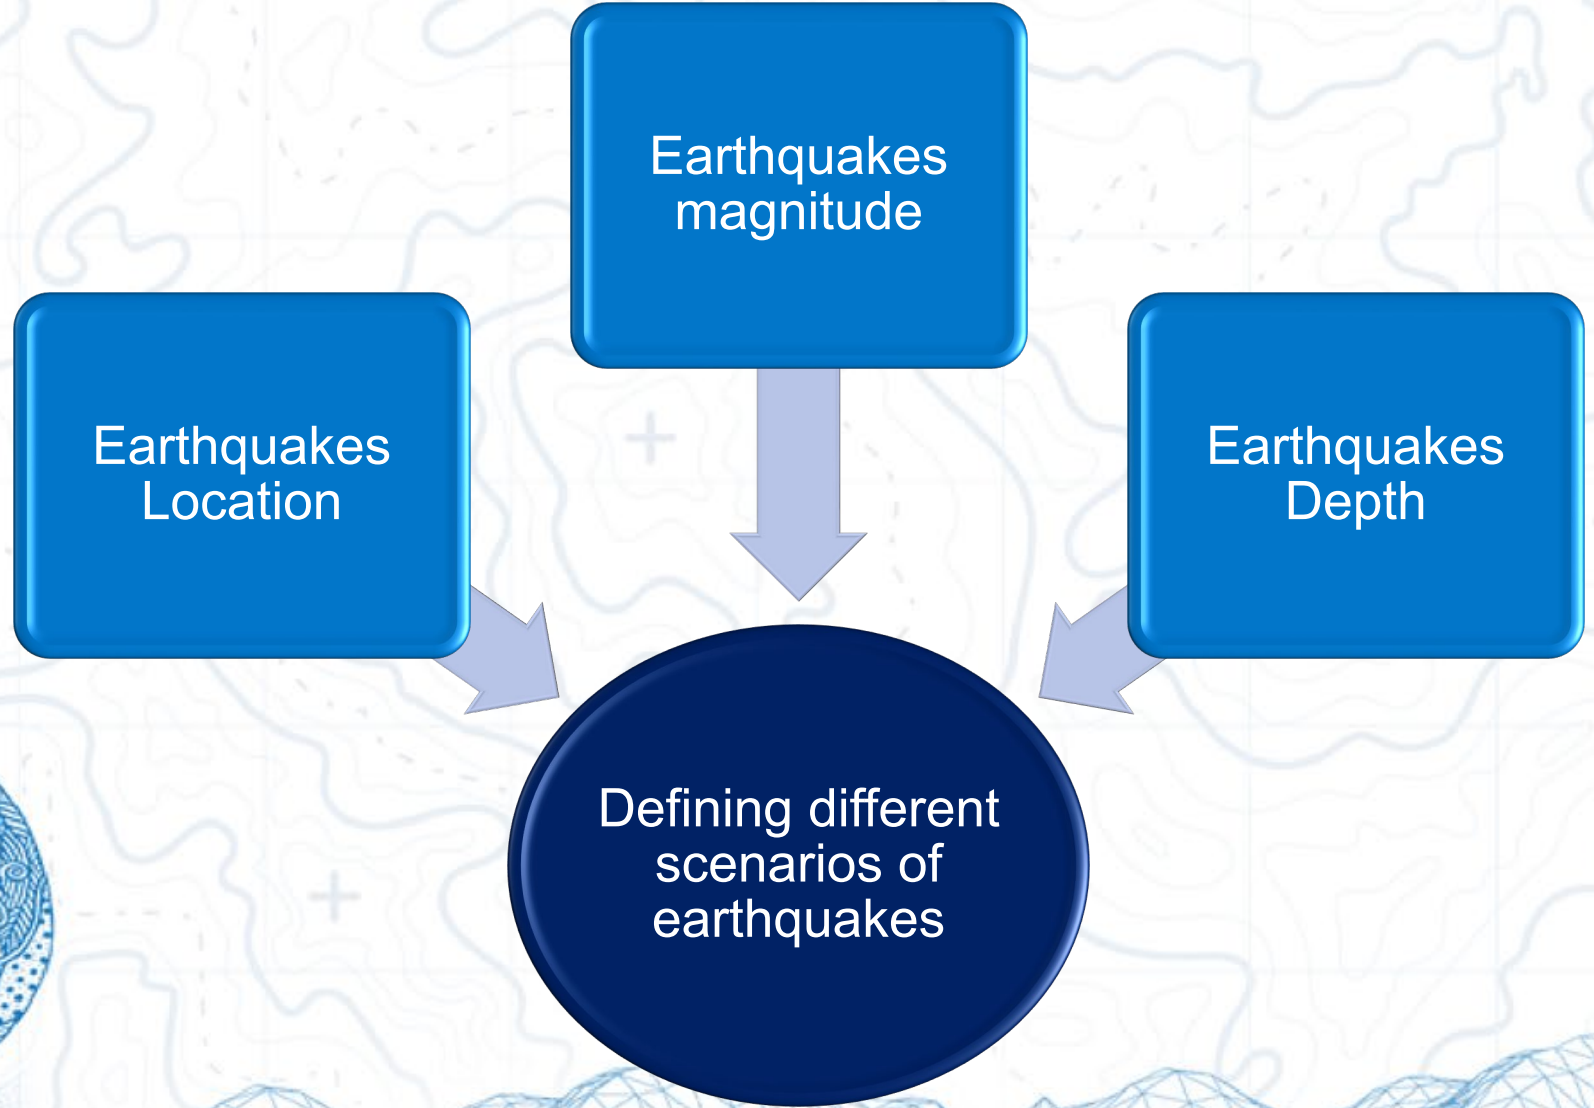 Earthquakes
magnitude
Earthquakes
Location
Earthquakes
Depth
Defining different
scenarios of
earthquakes